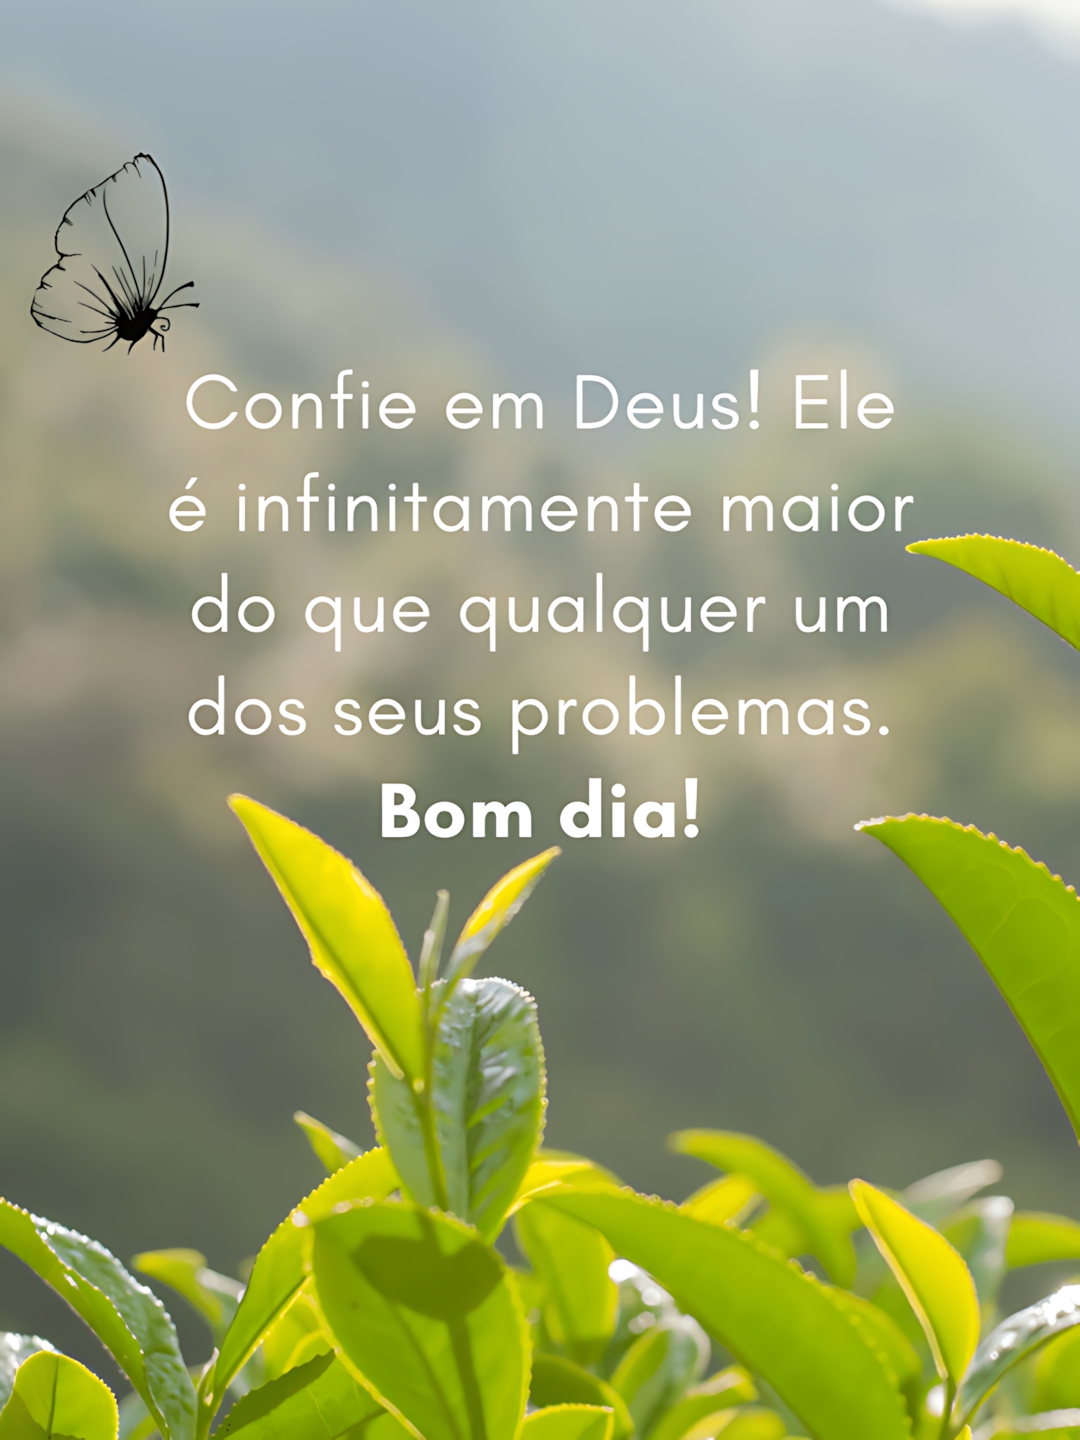 Confie em Deus! Ele
é infinitamente maior
do que qualquer um
dos seus problemas.
Bom dia!